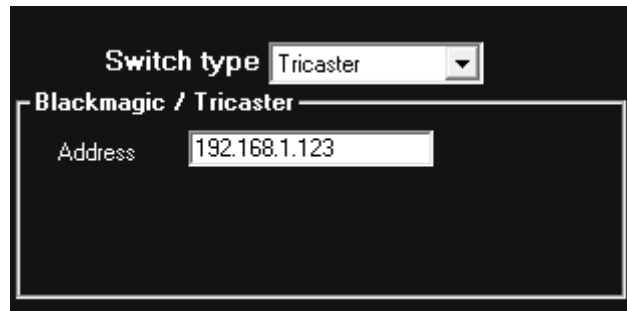 Switch type Tricaster
Blackmagic / Tricaster
Address 192.168.1.123